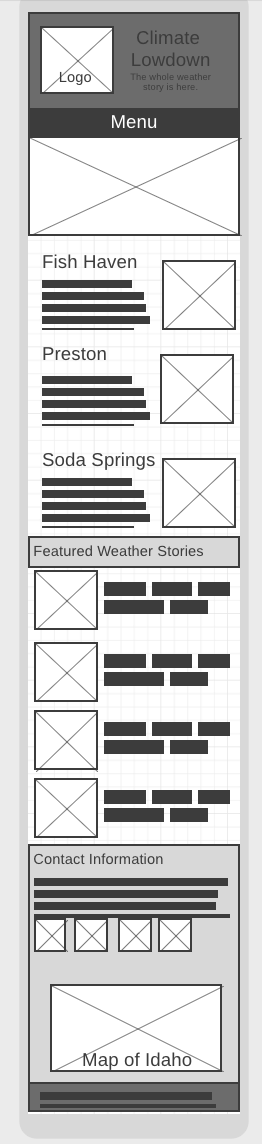 Logo
Climate
Lowdown
The whole weather
story is here.
Menu
Fish Haven
Preston
Soda Springs
Featured Weather Stories
Contact Information
Map of Idaho